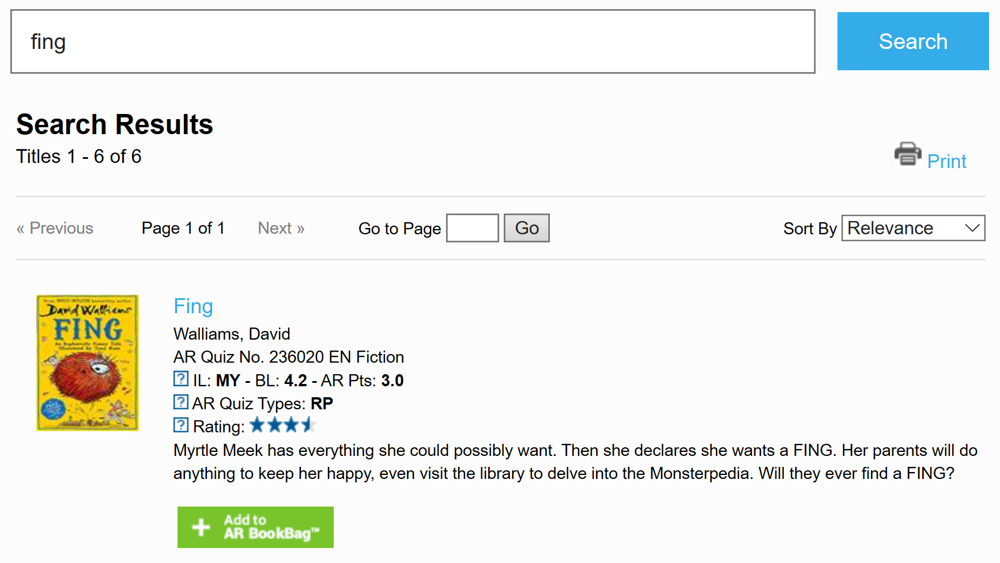 fing
Search
Search Results
Titles 1 - 6 of 6
Print
« Previous Page 1 of 1 Next » Go to Page Go Sort By Relevance
David Walliams
FING
Fing
Walliams, David
AR Quiz No. 236020 EN Fiction
? IL: MY - BL: 4.2 - AR Pts: 3.0
? AR Quiz Types: RP
? Rating:
Myrtle Meek has everything she could possibly want. Then she declares she wants a FING. Her parents will do
anything to keep her happy, even visit the library to delve into the Monsterpedia. Will they ever find a FING?
+ Add to
AR BookBag™